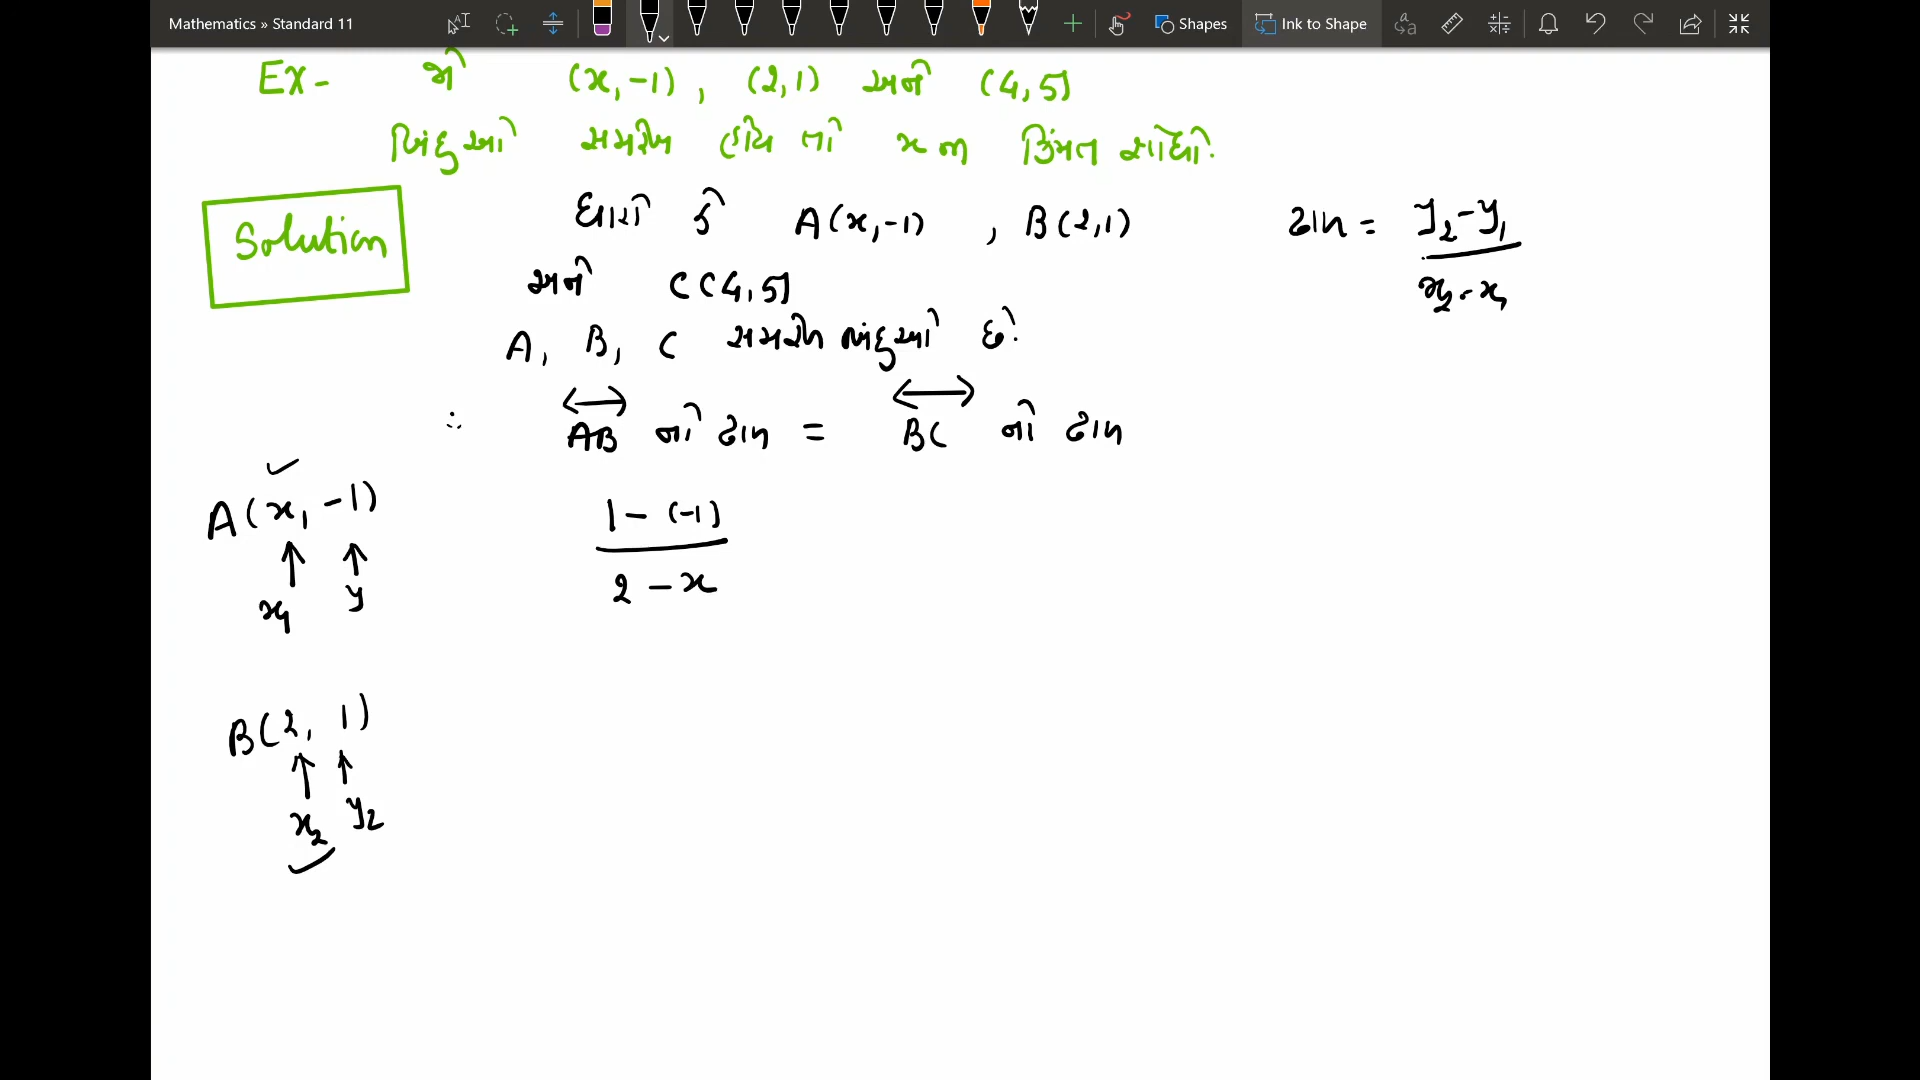 Mathematics » Standard 11
Shapes
Ink to Shape
Ex- જો (x,-1), (2,1) અને (4,5)
બિંદુઓ સમરેખ હોય તો x ની કિંમત શોધો.
Solution
ધારો કે A(x,-1) , B(2,1)
અને C(4,5)
ઢાળ = y₂-y₁ / x₂-x₁
A, B, C સમરેખ બિંદુઓ છે.
∴ AB નો ઢાળ = BC નો ઢાળ
A(x, -1)
x₁ y
1-(-1)
2-x
B(2, 1)
x₂ y₂